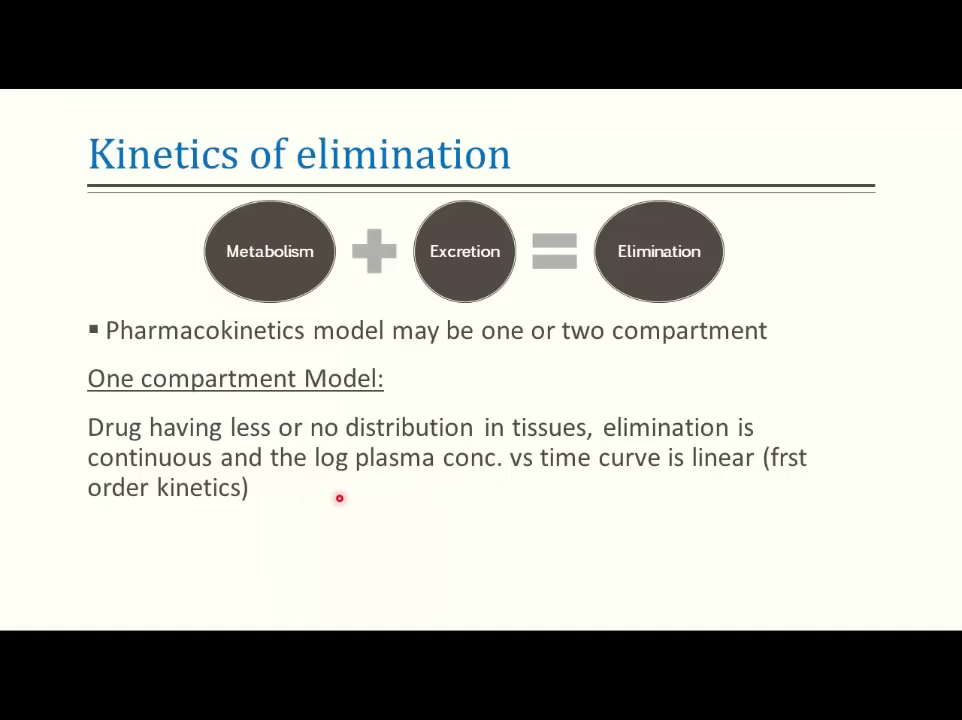 Kinetics of elimination
Metabolism
Excretion
Elimination
▪ Pharmacokinetics model may be one or two compartment
One compartment Model:
Drug having less or no distribution in tissues, elimination is
continuous and the log plasma conc. vs time curve is linear (frst
order kinetics)